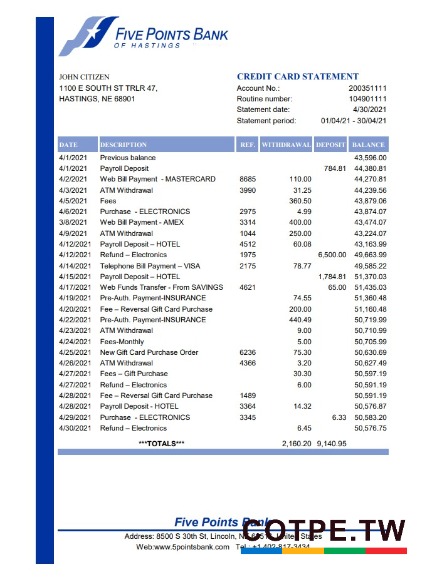 FIVE POINTS BANK
OF HASTINGS
JOHN CITIZEN
1100 E SOUTH ST TRLR 47,
HASTINGS, NE 68901
CREDIT CARD STATEMENT
Account No.: 200351111
Routine number: 104901111
Statement date: 4/30/2021
Statement period: 01/04/21 - 30/04/21
DATE DESCRIPTION REF. WITHDRAWAL DEPOSIT BALANCE
4/1/2021 Previous balance 43,596.00
4/1/2021 Payroll Deposit 784.81 44,380.81
4/2/2021 Web Bill Payment - MASTERCARD 8685 110.00 44,270.81
4/3/2021 ATM Withdrawal 3990 31.25 44,239.56
4/5/2021 Fees 360.50 43,879.06
4/6/2021 Purchase - ELECTRONICS 2975 4.99 43,874.07
3/8/2021 Web Bill Payment - AMEX 3314 400.00 43,474.07
4/9/2021 ATM Withdrawal 1044 250.00 43,224.07
4/12/2021 Payroll Deposit – HOTEL 4512 60.08 43,163.99
4/12/2021 Refund – Electronics 1975 6,500.00 49,663.99
4/14/2021 Telephone Bill Payment – VISA 2175 78.77 49,585.22
4/15/2021 Payroll Deposit – HOTEL 1,784.81 51,370.03
4/17/2021 Web Funds Transfer - From SAVINGS 4621 65.00 51,435.03
4/19/2021 Pre-Auth. Payment-INSURANCE 74.55 51,360.48
4/20/2021 Fee – Reversal Gift Card Purchase 200.00 51,160.48
4/22/2021 Pre-Auth. Payment-INSURANCE 440.49 50,719.99
4/23/2021 ATM Withdrawal 9.00 50,710.99
4/24/2021 Fees-Monthly 5.00 50,705.99
4/25/2021 New Gift Card Purchase Order 6236 75.30 50,630.69
4/26/2021 ATM Withdrawal 4366 3.20 50,627.49
4/27/2021 Fees – Gift Purchase 30.30 50,597.19
4/27/2021 Refund – Electronics 6.00 50,591.19
4/28/2021 Fee – Reversal Gift Card Purchase 1489 50,591.19
4/28/2021 Payroll Deposit - HOTEL 3364 14.32 50,576.87
4/29/2021 Purchase - ELECTRONICS 3345 6.33 50,583.20
4/30/2021 Refund – Electronics 6.45 50,576.75
***TOTALS*** 2,160.20 9,140.95
Five Points Bank
Address: 8500 S 30th St, Lincoln, United States
Web:www.5pointsbank.com Tel.: +1 402-817-3434
COTPE.TW